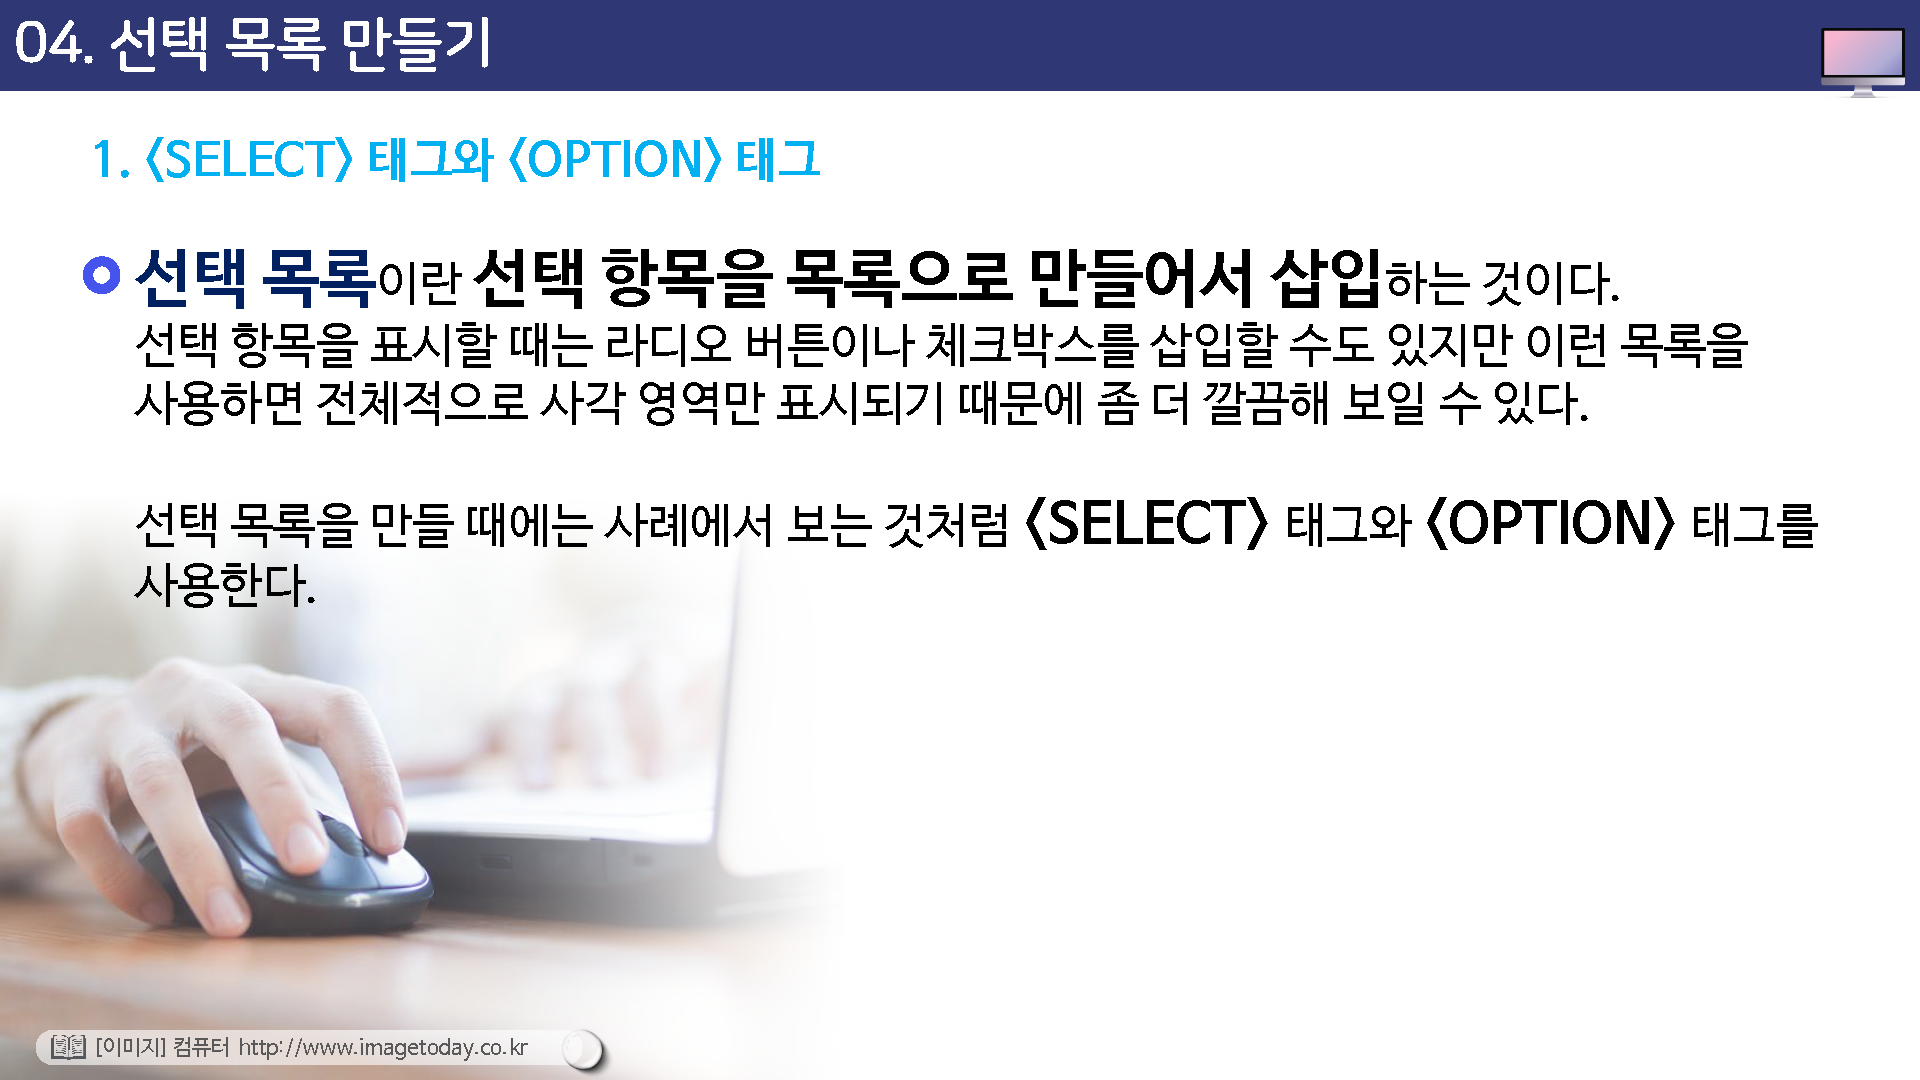 04. 선택 목록 만들기
1. <SELECT> 태그와 <OPTION> 태그
선택 목록이란 선택 항목을 목록으로 만들어서 삽입하는 것이다.
선택 항목을 표시할 때는 라디오 버튼이나 체크박스를 삽입할 수도 있지만 이런 목록을
사용하면 전체적으로 사각 영역만 표시되기 때문에 좀 더 깔끔해 보일 수 있다.
선택 목록을 만들 때에는 사례에서 보는 것처럼 <SELECT> 태그와 <OPTION> 태그를
사용한다.
[이미지] 컴퓨터 http://www.imagetoday.co.kr